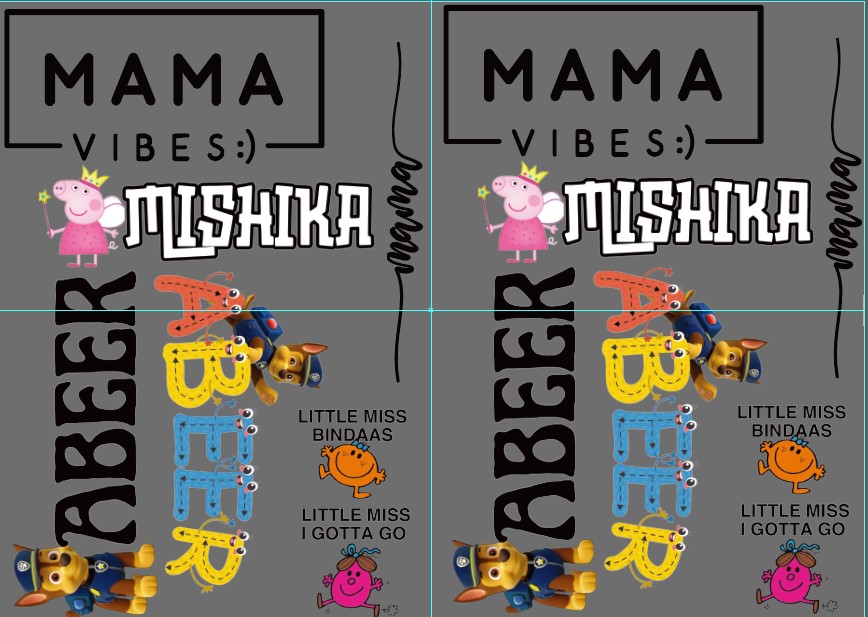 MAMA
VIBES:)
mama
MISHIKA
ABEER
ABEER
LITTLE MISS
BINDAAS
LITTLE MISS
I GOTTA GO
MAMA
VIBES:)
mama
MISHIKA
ABEER
ABEER
LITTLE MISS
BINDAAS
LITTLE MISS
I GOTTA GO